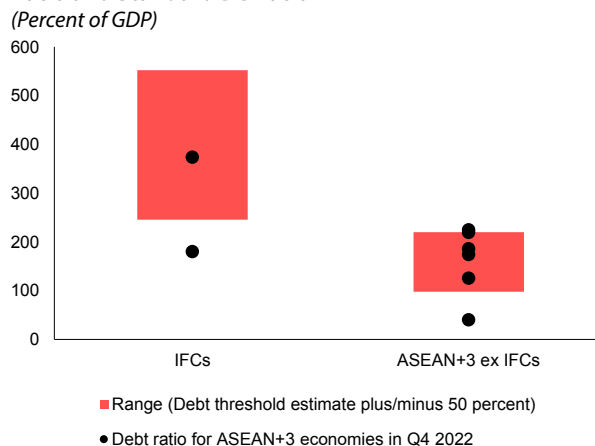 (Percent of GDP)
600
500
400
300
200
100
0
IFCs
ASEAN+3 ex IFCs
Range (Debt threshold estimate plus/minus 50 percent)
Debt ratio for ASEAN+3 economies in Q4 2022